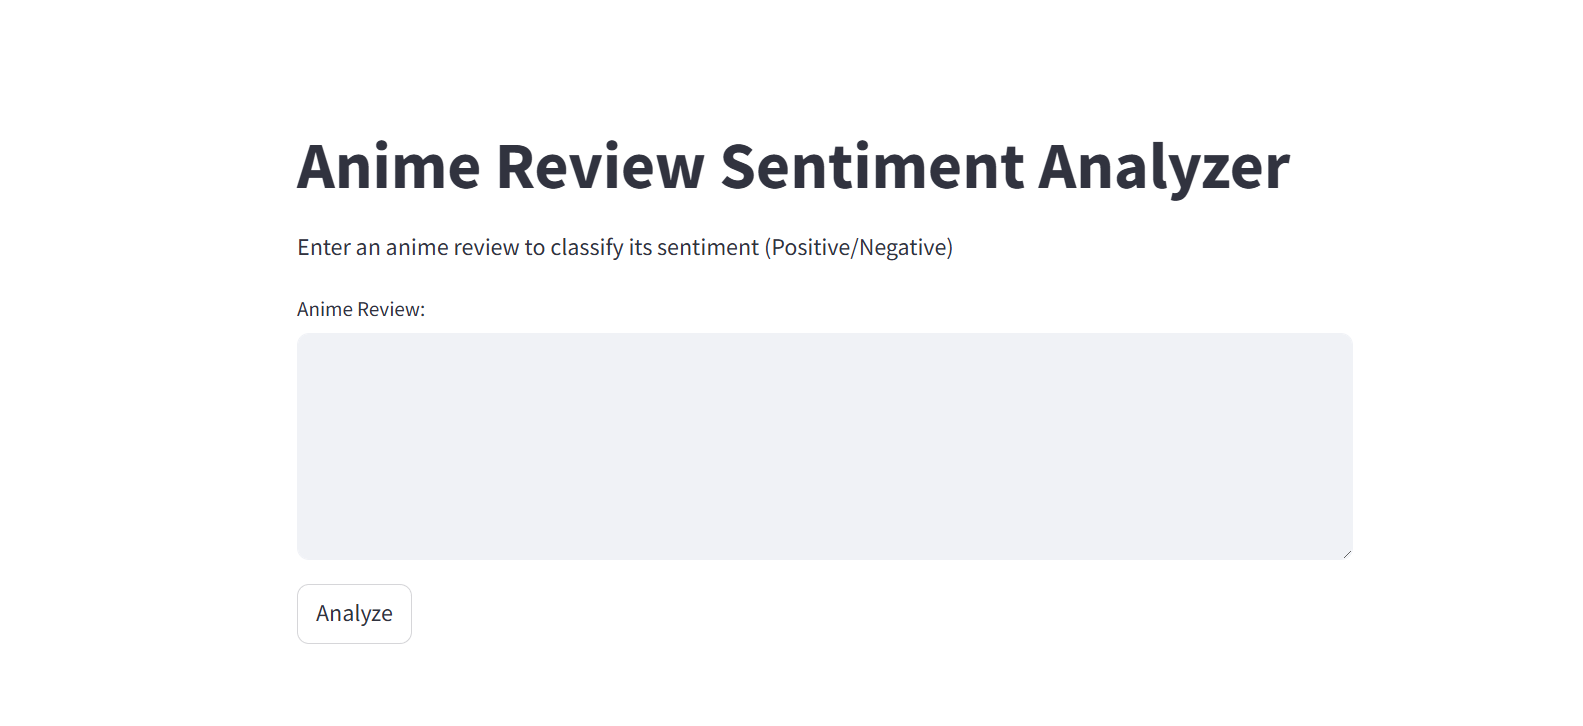 Anime Review Sentiment Analyzer
Enter an anime review to classify its sentiment (Positive/Negative)
Anime Review:
Analyze